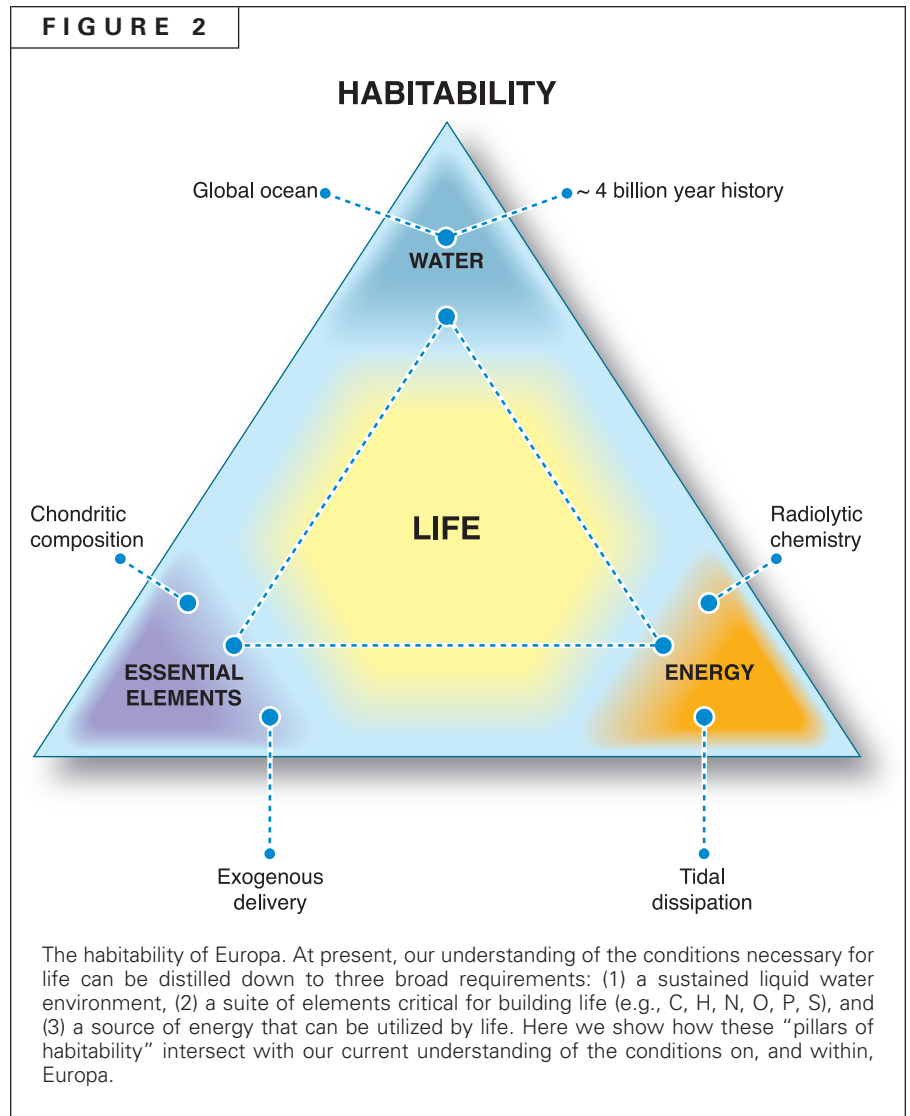 FIGURE 2
HABITABILITY
Global ocean
~ 4 billion year history
WATER
Chondritic
composition
LIFE
Radiolytic
chemistry
ESSENTIAL
ELEMENTS
ENERGY
Exogenous
delivery
Tidal
dissipation
The habitability of Europa. At present, our understanding of the conditions necessary for
life can be distilled down to three broad requirements: (1) a sustained liquid water
environment, (2) a suite of elements critical for building life (e.g., C, H, N, O, P, S), and
(3) a source of energy that can be utilized by life. Here we show how these “pillars of
habitability” intersect with our current understanding of the conditions on, and within,
Europa.